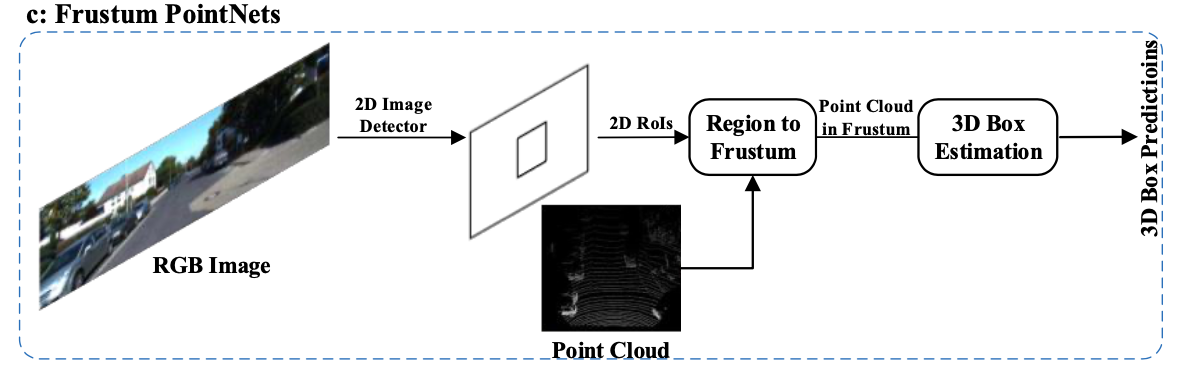 c: Frustum PointNets
2D Image
Detector
2D RoIs
Region to
Frustum
Point Cloud
in Frustum
3D Box
Estimation
3D Box Predictioins
RGB Image
Point Cloud